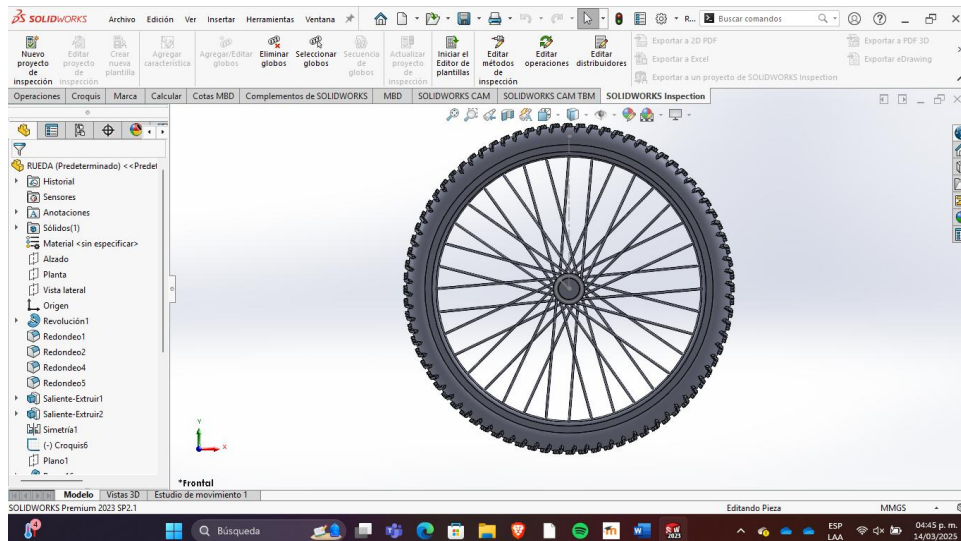 SOLIDWORKS Archivo Edición Ver Insertar Herramientas Ventana R... Buscar comandos
Nuevo proyecto de inspección
Editar proyecto de inspección
Crear nueva plantilla
Agregar característica
Agregar/Editar globos
Eliminar globos
Seleccionar globos
Secuencia de globos
Actualizar proyecto de inspección
Iniciar el Editor de plantillas
Editar métodos de inspección
Editar operaciones
Editar distribuidores
Exportar a 2D PDF
Exportar a Excel
Exportar a un proyecto de SOLIDWORKS Inspection
Exportar a PDF 3D
Exportar eDrawing
Operaciones Croquis Marca Calcular Cotas MBD Complementos de SOLIDWORKS MBD SOLIDWORKS CAM SOLIDWORKS CAM TBM SOLIDWORKS Inspection
RUEDA (Predeterminado) <<Predet
Historial
Sensores
Anotaciones
Sólidos(1)
Material <sin especificar>
Alzado
Planta
Vista lateral
Origen
Revolución1
Redondeo1
Redondeo2
Redondeo4
Redondeo5
Saliente-Extruir1
Saliente-Extruir2
Simetría1
(-) Croquis6
Plano1
Y
X
*Frontal
Modelo Vistas 3D Estudio de movimiento 1
SOLIDWORKS Premium 2023 SP2.1 Editando Pieza MMGS
4 Búsqueda ESP LAA 04:45 p. m. 14/03/2025